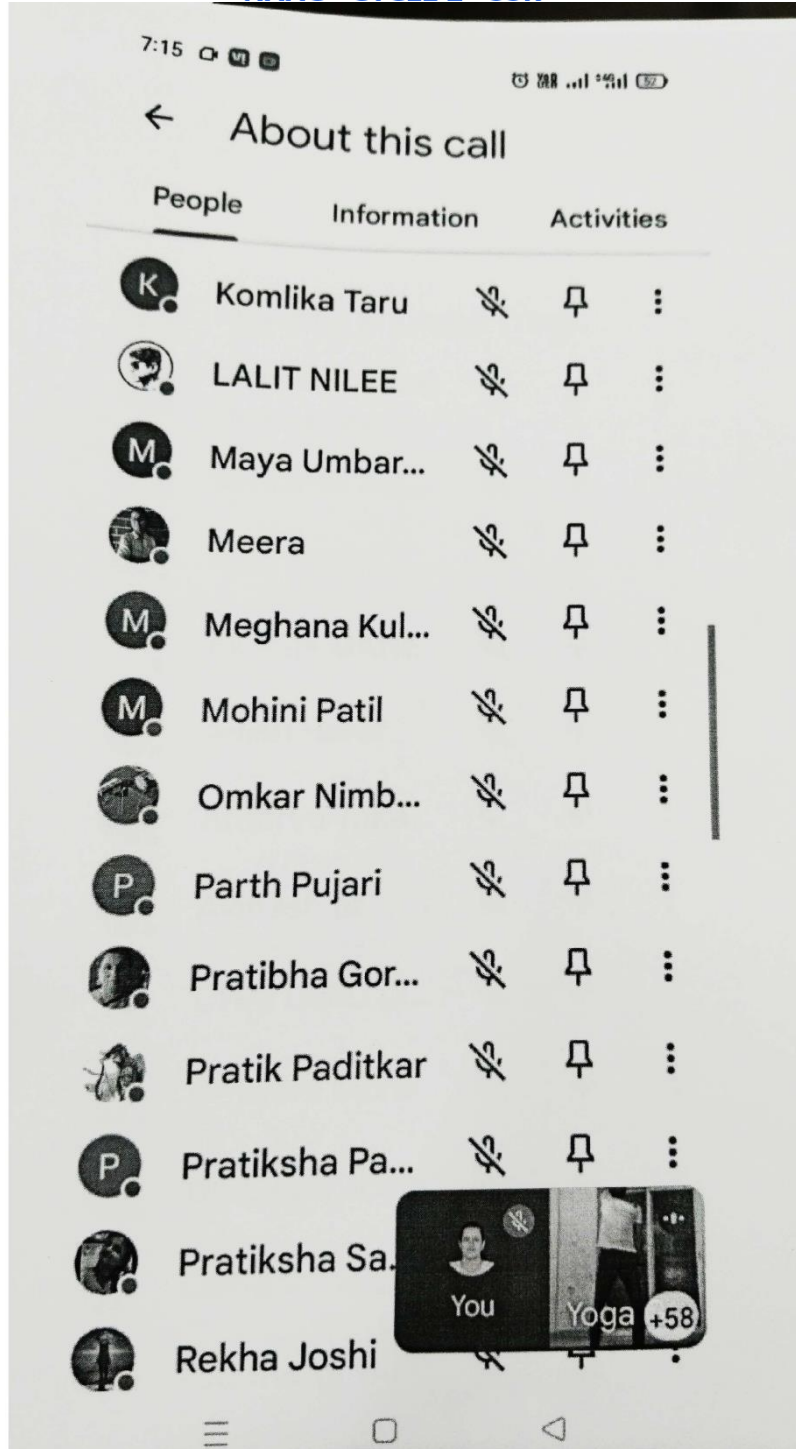 7:15
57
About this call
People Information Activities
K Komlika Taru
LALIT NILEE
M Maya Umbar...
Meera
M Meghana Kul...
M Mohini Patil
Omkar Nimb...
P Parth Pujari
Pratibha Gor...
Pratik Paditkar
P Pratiksha Pa...
Pratiksha Sa.
You Yoga +58
Rekha Joshi